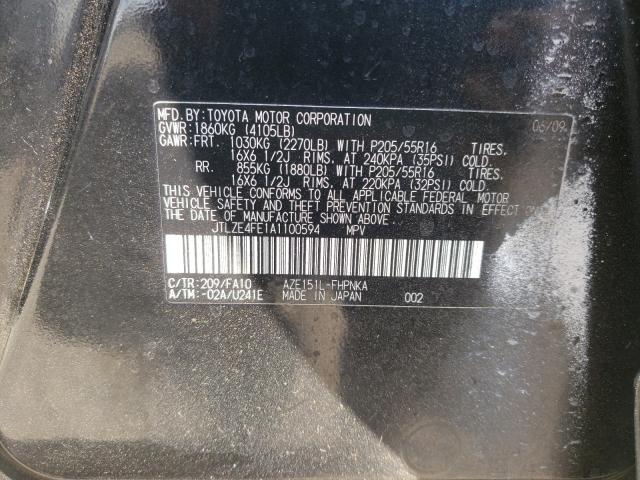 MFD.BY:TOYOTA MOTOR CORPORATION 06/09
GVWR:1860KG (4105LB)
GAWR:FRT. 1030KG (2270LB) WITH P205/55R16 TIRES,
16X6 1/2J RIMS, AT 240KPA (35PSI) COLD.
RR. 855KG (1880LB) WITH P205/55R16 TIRES,
16X6 1/2J RIMS, AT 220KPA (32PSI) COLD.
THIS VEHICLE CONFORMS TO ALL APPLICABLE FEDERAL MOTOR
VEHICLE SAFETY AND THEFT PREVENTION STANDARDS IN EFFECT ON
THE DATE OF MANUFACTURE SHOWN ABOVE.
JTLZE4FE1A1100594 MPV
C/TR:209/FA10 AZE151L-FHPNKA
A/TM:-02A/U241E MADE IN JAPAN 002